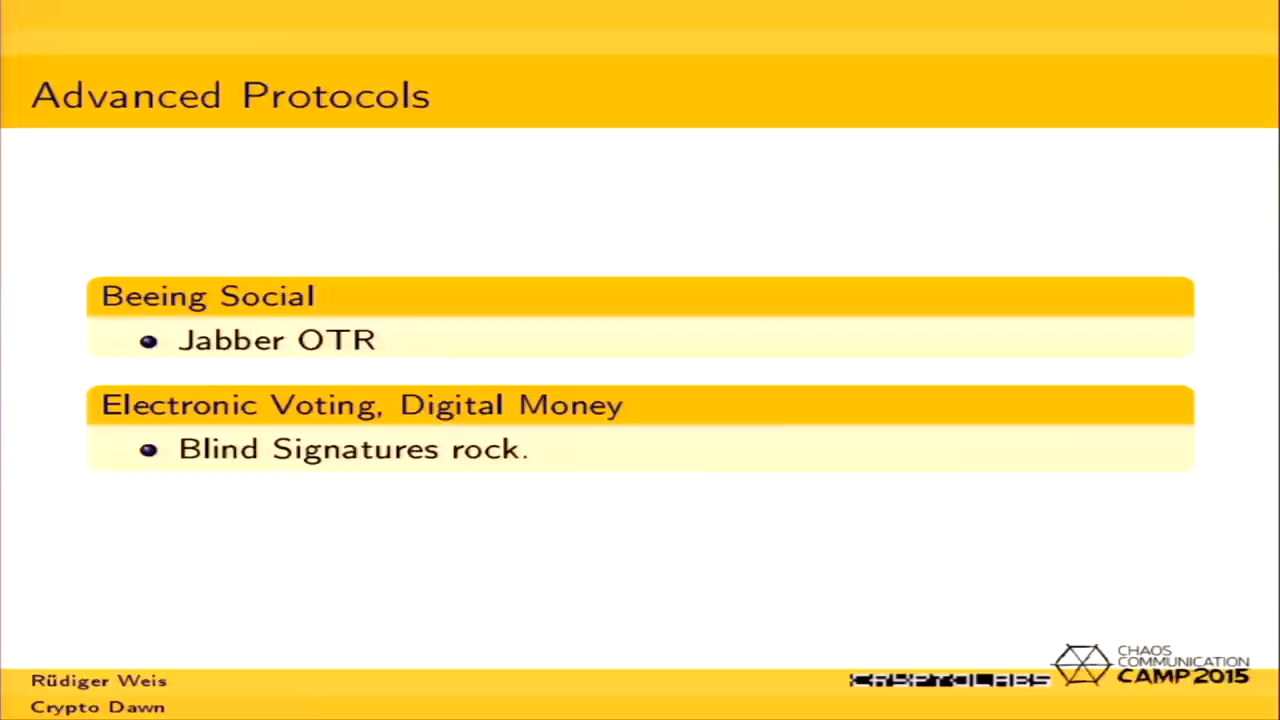 Advanced Protocols
Beeing Social
Jabber OTR
Electronic Voting, Digital Money
Blind Signatures rock.
CHAOS
COMMUNICATION
CAMP 2015
Rüdiger Weis
CRYPTOLABS
Crypto Dawn